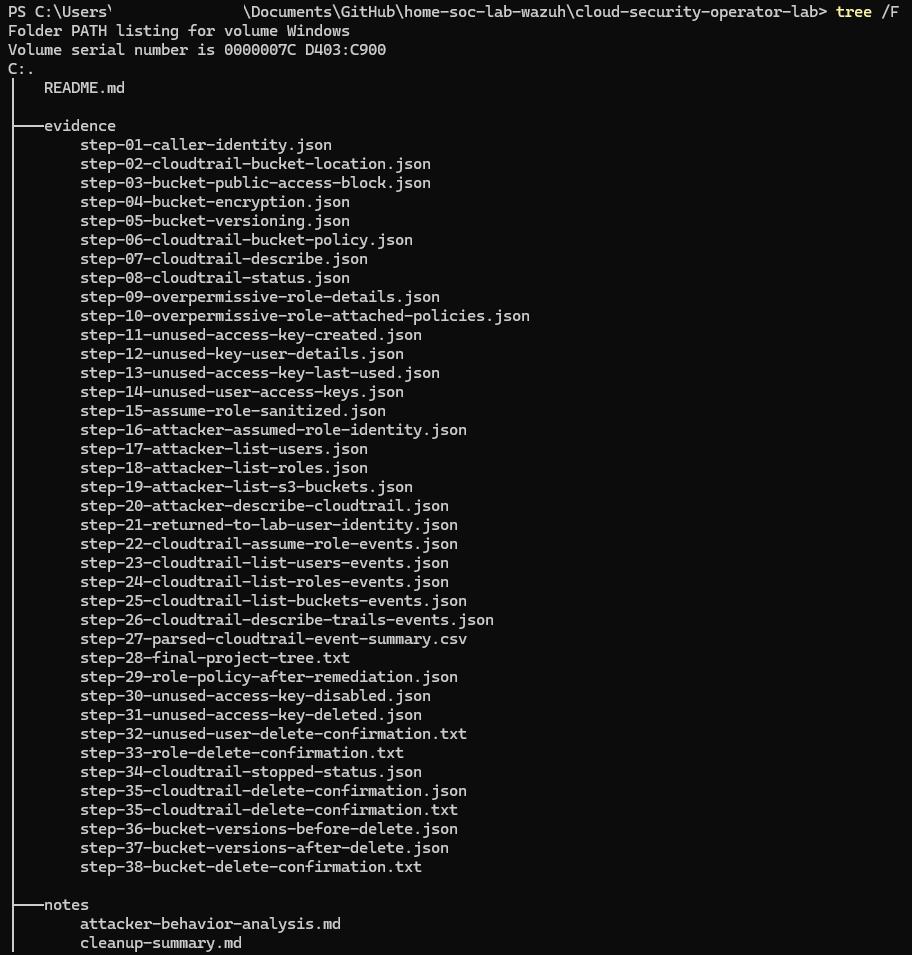 PS C:\Users\ \Documents\GitHub\home-soc-lab-wazuh\cloud-security-operator-lab> tree /F
Folder PATH listing for volume Windows
Volume serial number is 0000007C D403:C900
C:.
README.md
evidence
step-01-caller-identity.json
step-02-cloudtrail-bucket-location.json
step-03-bucket-public-access-block.json
step-04-bucket-encryption.json
step-05-bucket-versioning.json
step-06-cloudtrail-bucket-policy.json
step-07-cloudtrail-describe.json
step-08-cloudtrail-status.json
step-09-overpermissive-role-details.json
step-10-overpermissive-role-attached-policies.json
step-11-unused-access-key-created.json
step-12-unused-key-user-details.json
step-13-unused-access-key-last-used.json
step-14-unused-user-access-keys.json
step-15-assume-role-sanitized.json
step-16-attacker-assumed-role-identity.json
step-17-attacker-list-users.json
step-18-attacker-list-roles.json
step-19-attacker-list-s3-buckets.json
step-20-attacker-describe-cloudtrail.json
step-21-returned-to-lab-user-identity.json
step-22-cloudtrail-assume-role-events.json
step-23-cloudtrail-list-users-events.json
step-24-cloudtrail-list-roles-events.json
step-25-cloudtrail-list-buckets-events.json
step-26-cloudtrail-describe-trails-events.json
step-27-parsed-cloudtrail-event-summary.csv
step-28-final-project-tree.txt
step-29-role-policy-after-remediation.json
step-30-unused-access-key-disabled.json
step-31-unused-access-key-deleted.json
step-32-unused-user-delete-confirmation.txt
step-33-role-delete-confirmation.txt
step-34-cloudtrail-stopped-status.json
step-35-cloudtrail-delete-confirmation.json
step-35-cloudtrail-delete-confirmation.txt
step-36-bucket-versions-before-delete.json
step-37-bucket-versions-after-delete.json
step-38-bucket-delete-confirmation.txt
notes
attacker-behavior-analysis.md
cleanup-summary.md